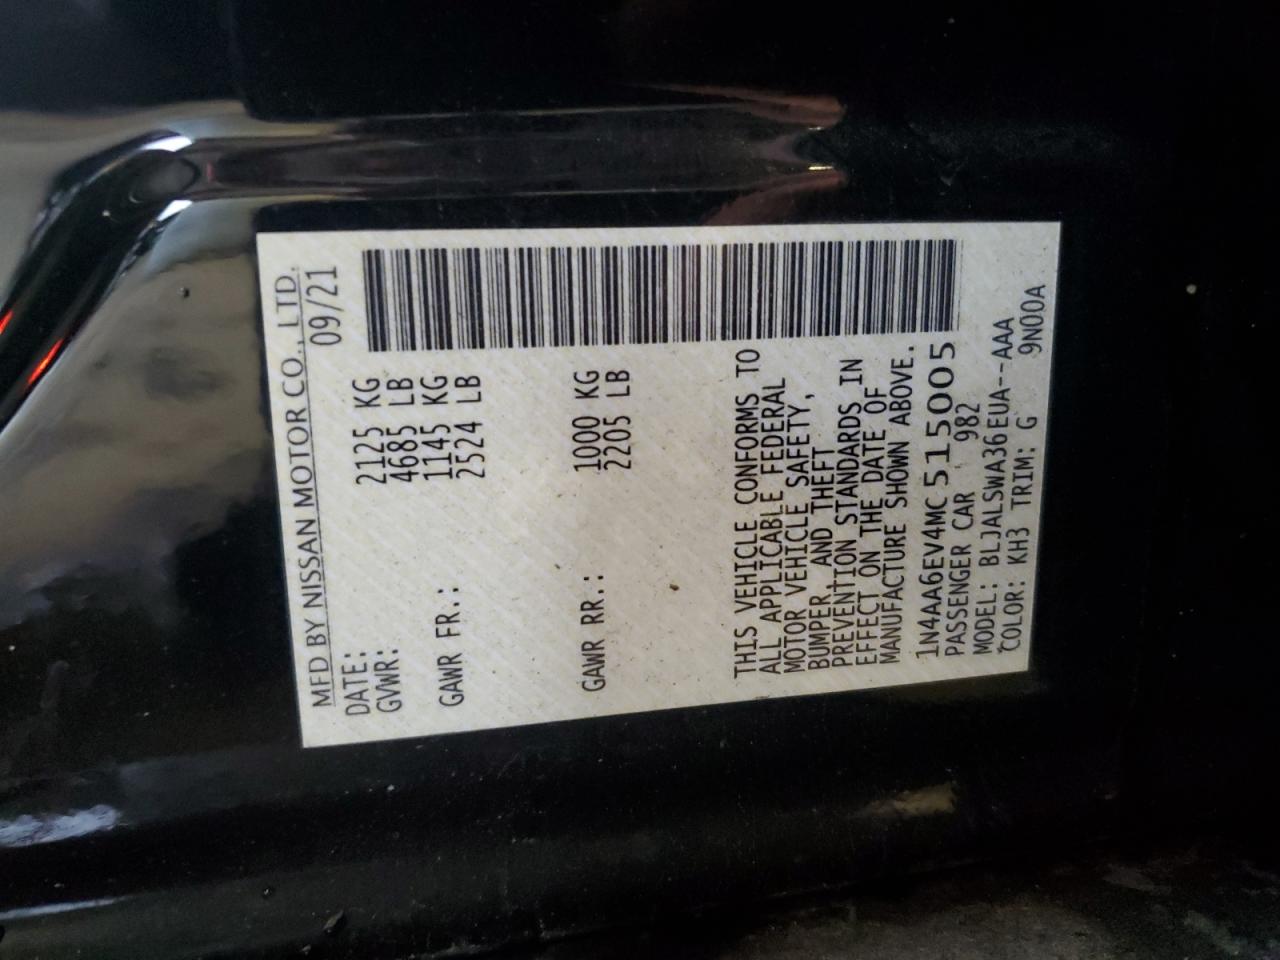 MFD BY NISSAN MOTOR CO., LTD.
DATE: 09/21
GVWR: 2125 KG
4685 LB
GAWR FR.: 1145 KG
2524 LB
GAWR RR.: 1000 KG
2205 LB
THIS VEHICLE CONFORMS TO
ALL APPLICABLE FEDERAL
MOTOR VEHICLE SAFETY,
BUMPER, AND THEFT
PREVENTION STANDARDS IN
EFFECT ON THE DATE OF
MANUFACTURE SHOWN ABOVE.
1N4AA6EV4MC515005
PASSENGER CAR 982
MODEL: BLJALSWA36EUA--AAA
COLOR: KH3 TRIM: G 9N00A